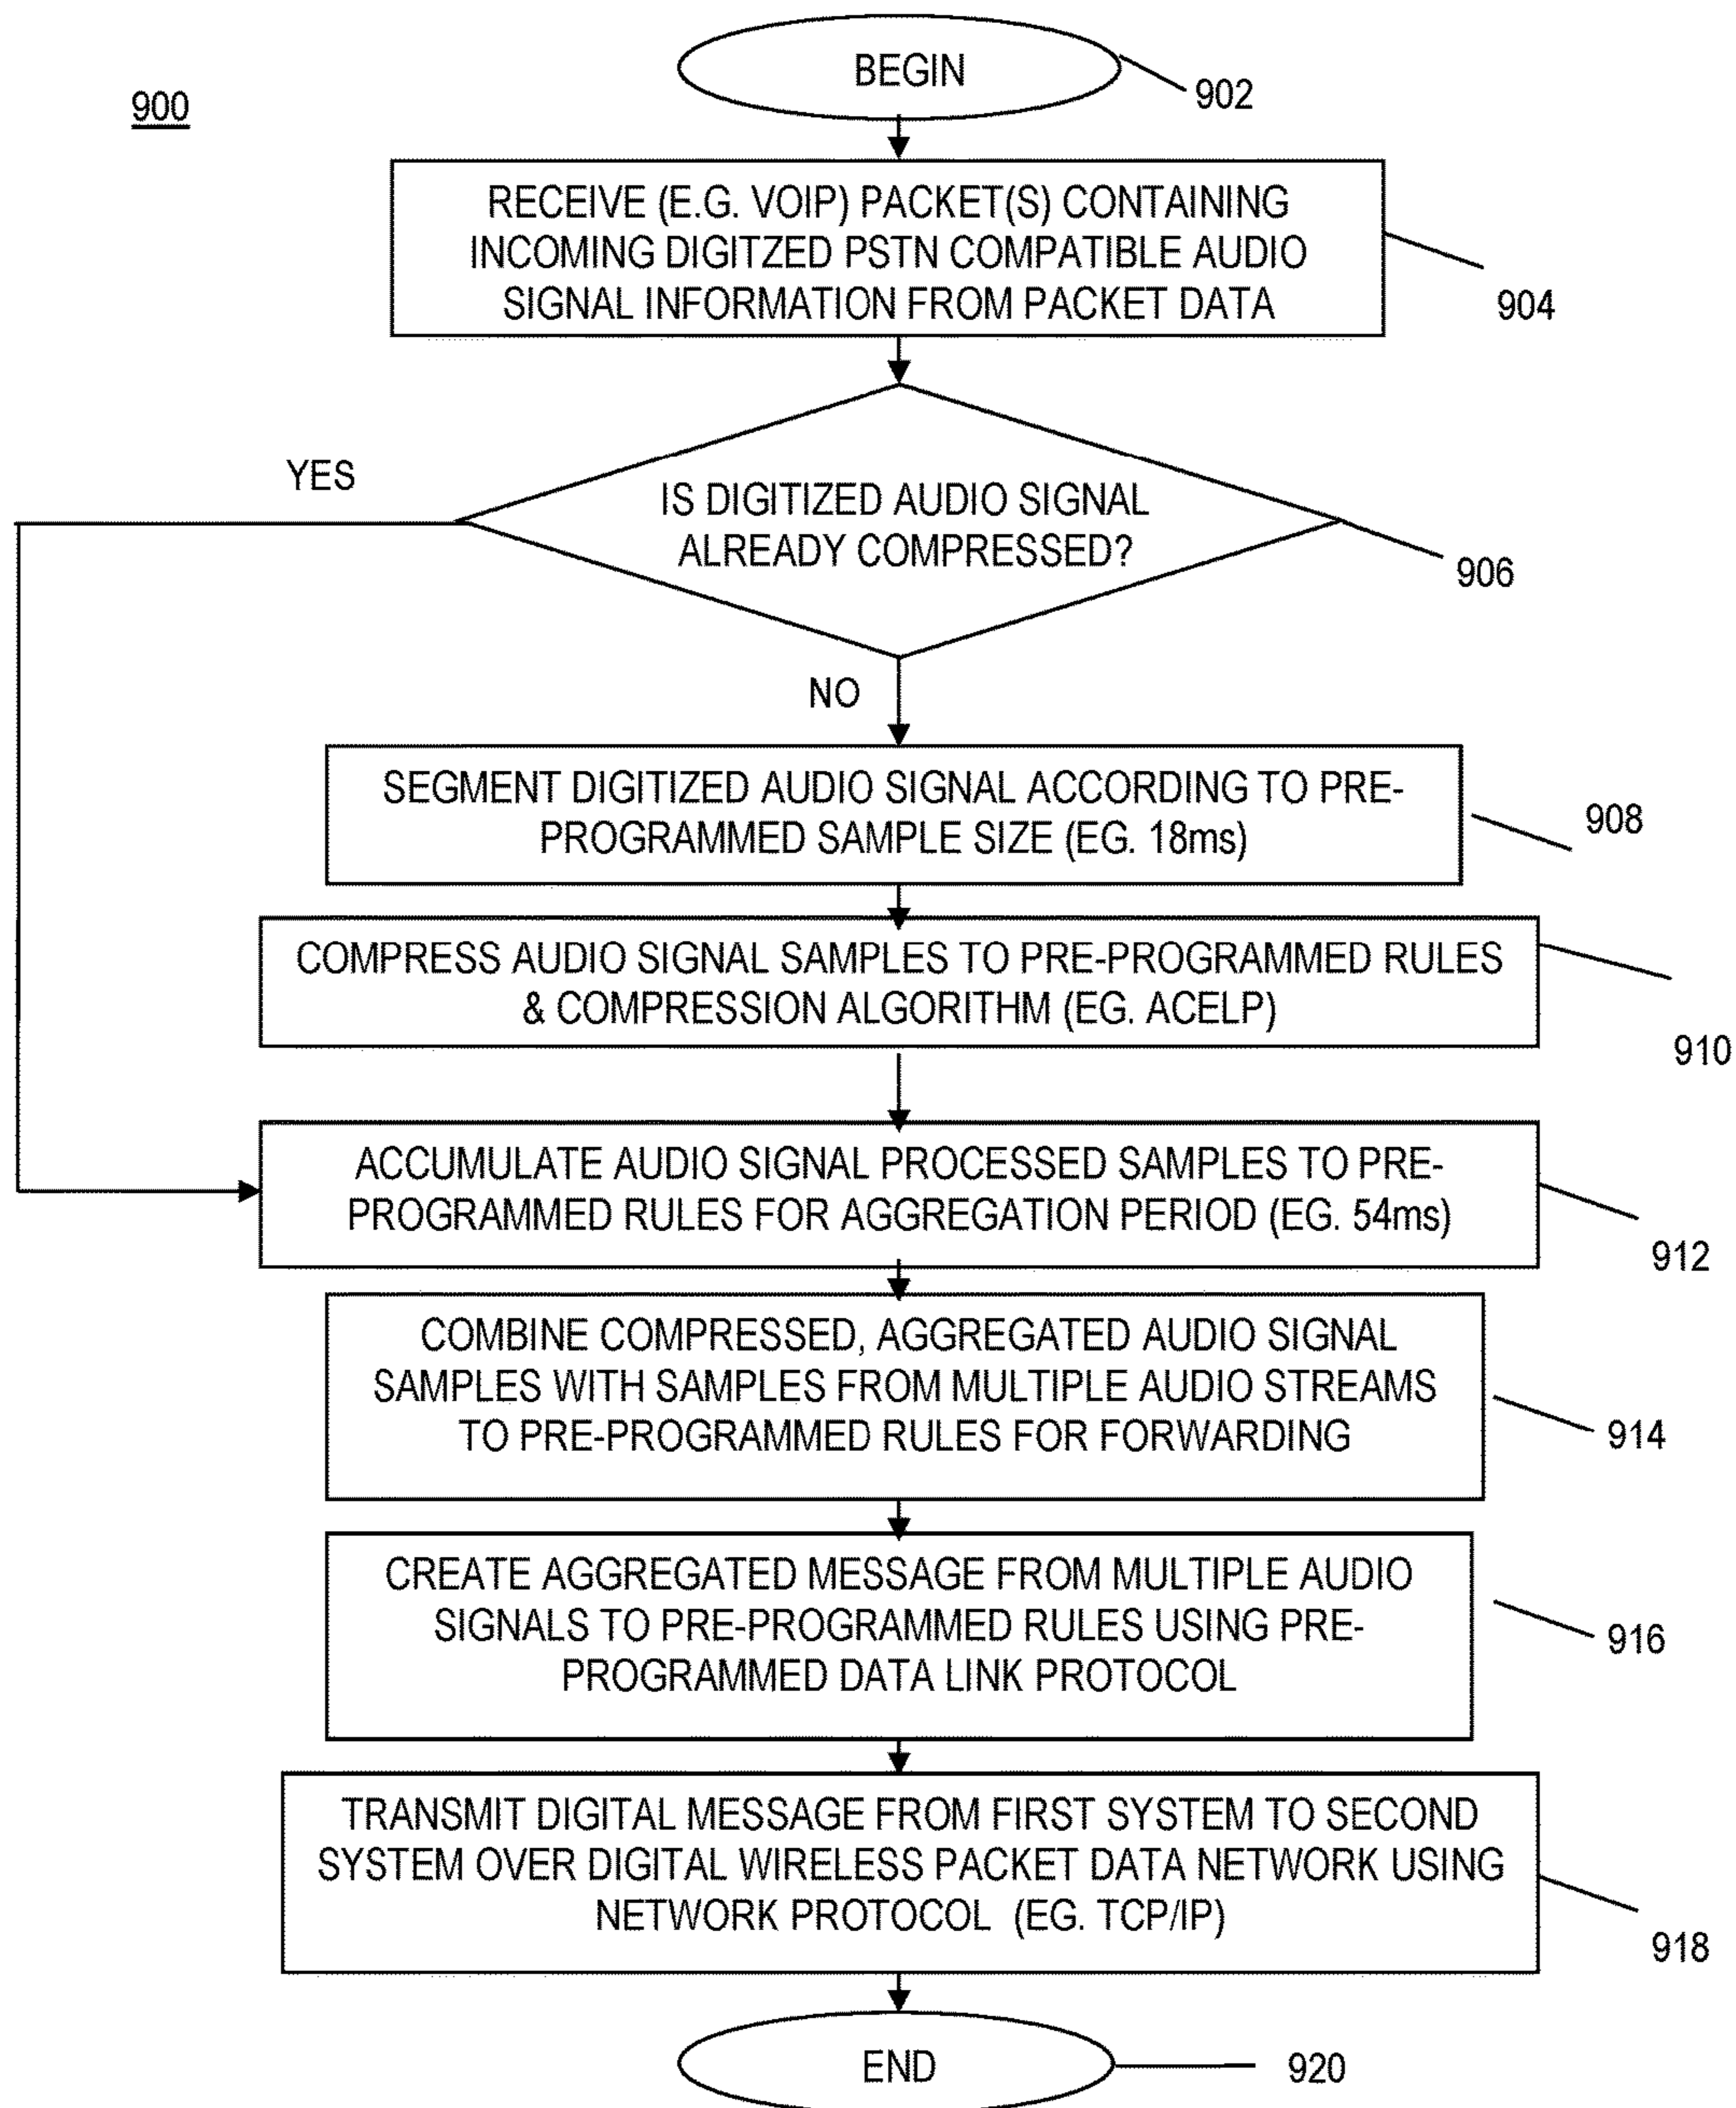 900
BEGIN
902
RECEIVE (E.G. VOIP) PACKET(S) CONTAINING
INCOMING DIGITZED PSTN COMPATIBLE AUDIO
SIGNAL INFORMATION FROM PACKET DATA
904
YES
IS DIGITIZED AUDIO SIGNAL
ALREADY COMPRESSED?
906
NO
SEGMENT DIGITIZED AUDIO SIGNAL ACCORDING TO PRE-
PROGRAMMED SAMPLE SIZE (EG. 18ms)
908
COMPRESS AUDIO SIGNAL SAMPLES TO PRE-PROGRAMMED RULES
& COMPRESSION ALGORITHM (EG. ACELP)
910
ACCUMULATE AUDIO SIGNAL PROCESSED SAMPLES TO PRE-
PROGRAMMED RULES FOR AGGREGATION PERIOD (EG. 54ms)
912
COMBINE COMPRESSED, AGGREGATED AUDIO SIGNAL
SAMPLES WITH SAMPLES FROM MULTIPLE AUDIO STREAMS
TO PRE-PROGRAMMED RULES FOR FORWARDING
914
CREATE AGGREGATED MESSAGE FROM MULTIPLE AUDIO
SIGNALS TO PRE-PROGRAMMED RULES USING PRE-
PROGRAMMED DATA LINK PROTOCOL
916
TRANSMIT DIGITAL MESSAGE FROM FIRST SYSTEM TO SECOND
SYSTEM OVER DIGITAL WIRELESS PACKET DATA NETWORK USING
NETWORK PROTOCOL (EG. TCP/IP)
918
END
920